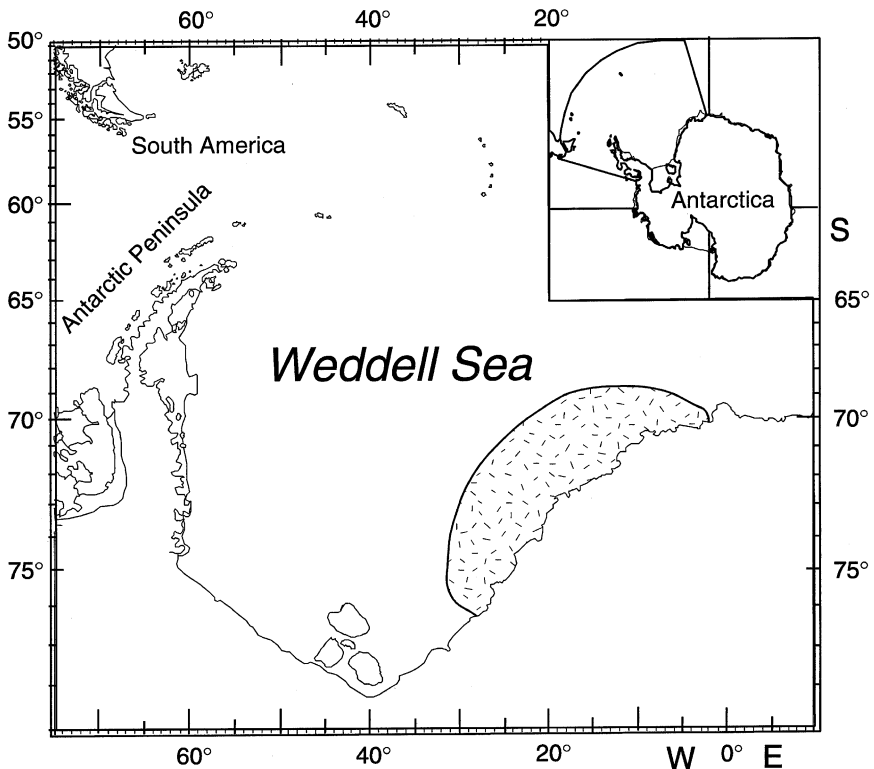 60° 40° 20°
50°
55°
South America
60°
Antarctic Peninsula
Antarctica
S
65° 65°
Weddell Sea
70° 70°
75° 75°
60° 40° 20° W 0° E